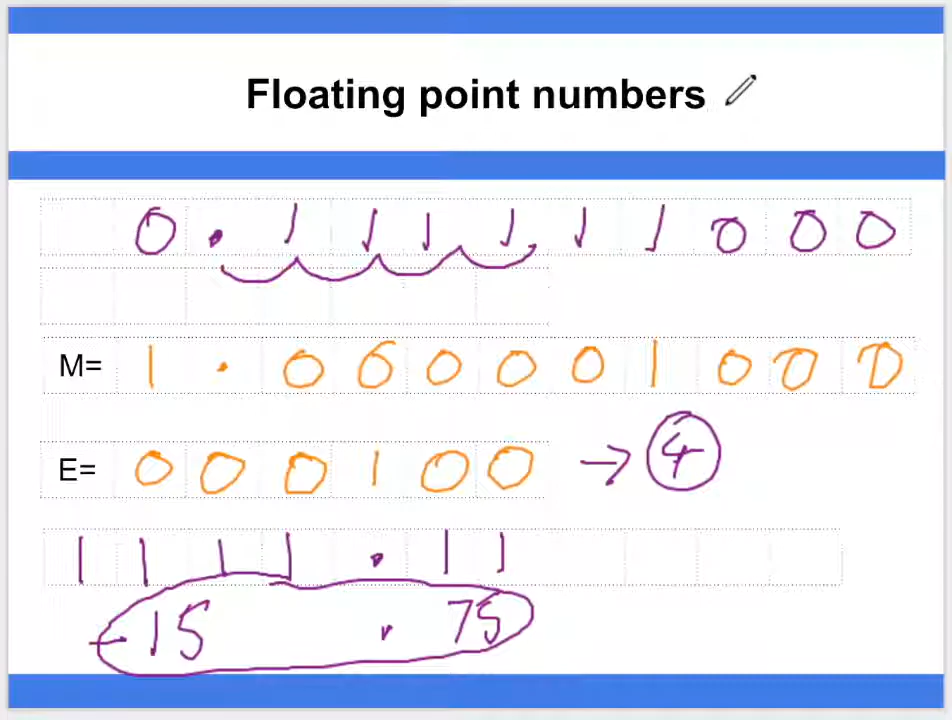 Floating point numbers
0 . 1 1 1 1 1 1 0 0 0
M= 1 . 0 0 0 0 0 1 0 0 0
E= 0 0 0 1 0 0 → 4
1 1 1 1 . 1 1
- 15 . 75